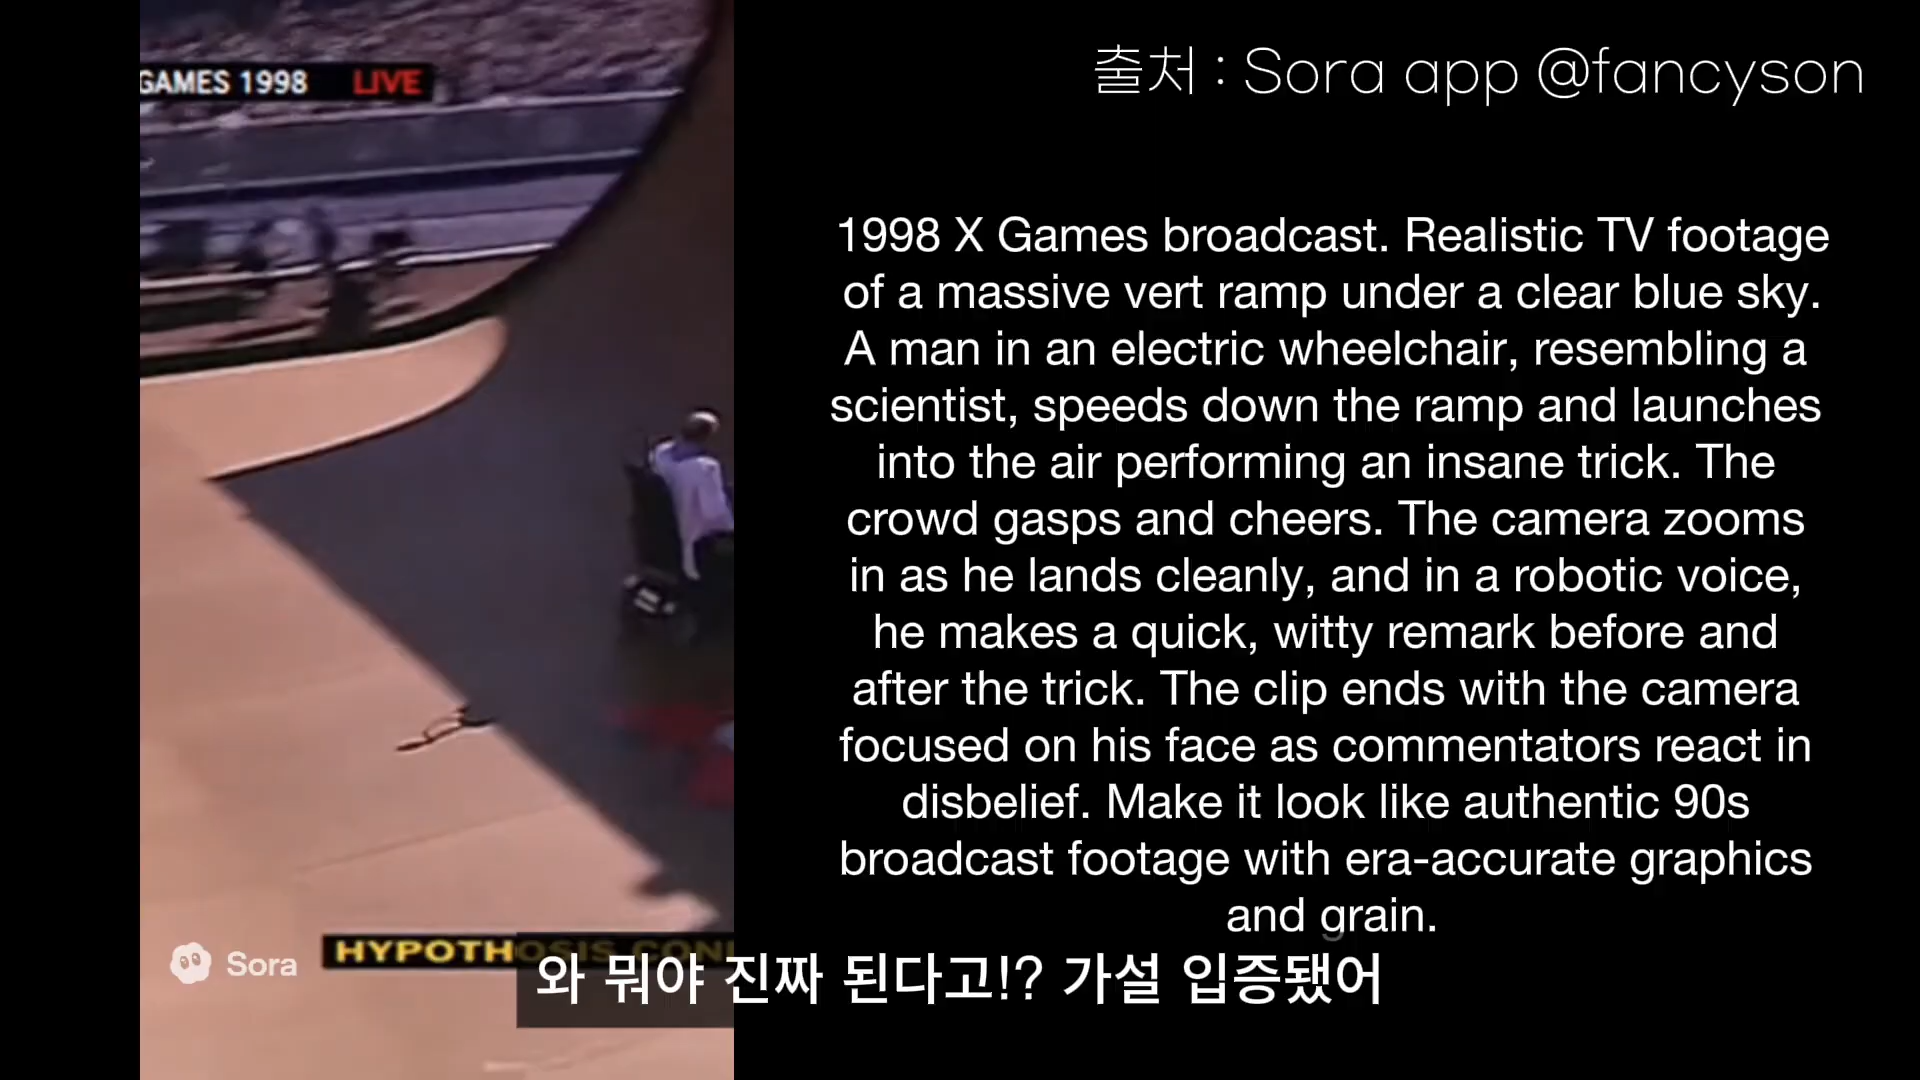 GAMES 1998 LIVE
출처 : Sora app @fancyson
1998 X Games broadcast. Realistic TV footage
of a massive vert ramp under a clear blue sky.
A man in an electric wheelchair, resembling a
scientist, speeds down the ramp and launches
into the air performing an insane trick. The
crowd gasps and cheers. The camera zooms
in as he lands cleanly, and in a robotic voice,
he makes a quick, witty remark before and
after the trick. The clip ends with the camera
focused on his face as commentators react in
disbelief. Make it look like authentic 90s
broadcast footage with era-accurate graphics
and grain.
Sora
HYPOTHOSIS CON
와 뭐야 진짜 된다고!? 가설 입증됐어